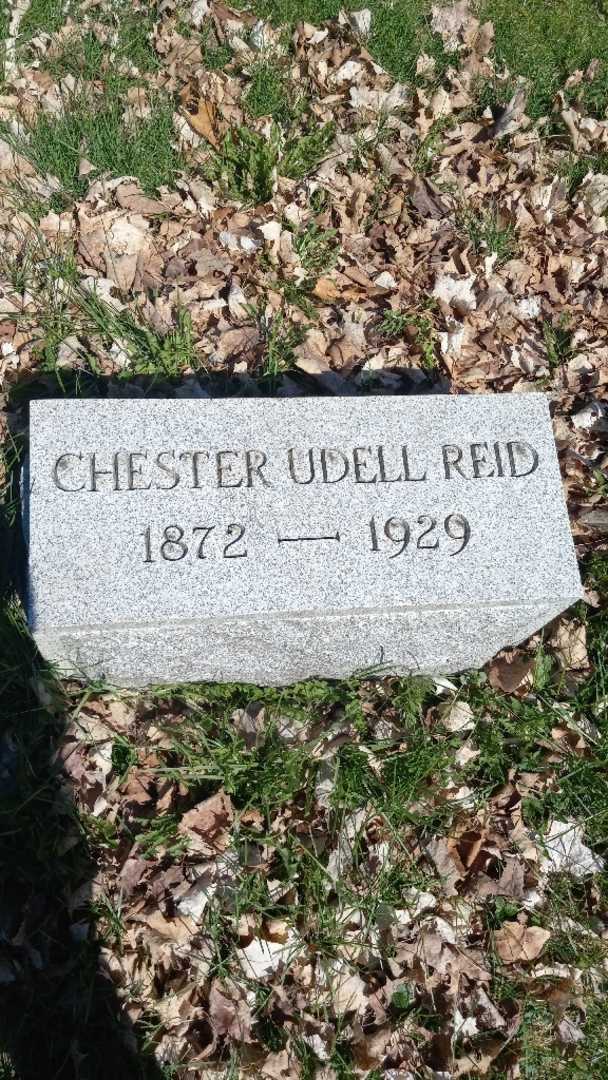 CHESTER UDELL REID
1872 — 1929